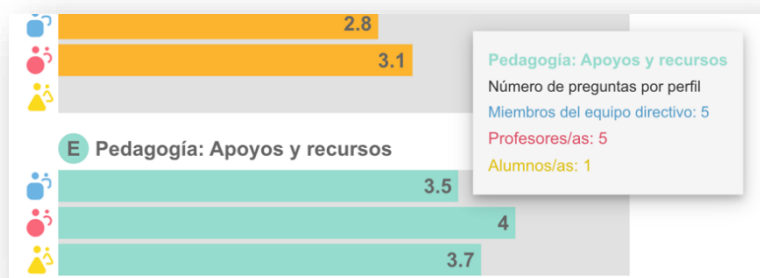 2.8
3.1
Pedagogía: Apoyos y recursos
Número de preguntas por perfil
Miembros del equipo directivo: 5
Profesores/as: 5
Alumnos/as: 1
E Pedagogía: Apoyos y recursos
3.5
4
3.7